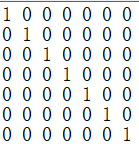 1 0 0 0 0 0 0
0 1 0 0 0 0 0
0 0 1 0 0 0 0
0 0 0 1 0 0 0
0 0 0 0 1 0 0
0 0 0 0 0 1 0
0 0 0 0 0 0 1